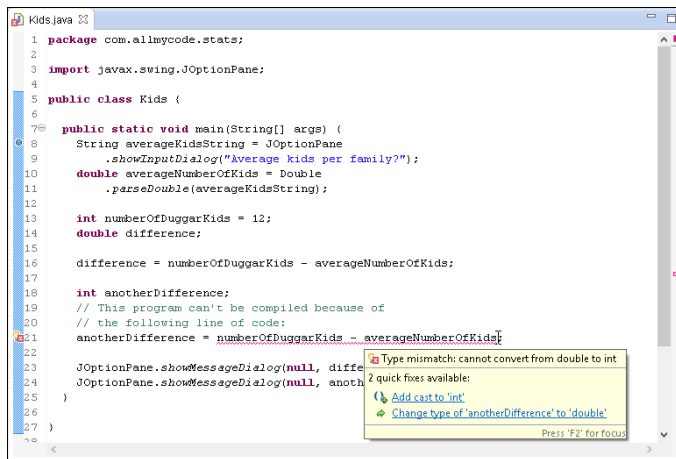 Kids.java
1 package com.allmycode.stats;
2
3 import javax.swing.JOptionPane;
4
5 public class Kids {
6
7 public static void main(String[] args) {
8 String averageKidsString = JOptionPane
9 .showInputDialog("Average kids per family?");
10 double averageNumberOfKids = Double
11 .parseDouble(averageKidsString);
12
13 int numberOfDuggarKids = 12;
14 double difference;
15
16 difference = numberOfDuggarKids - averageNumberOfKids;
17
18 int anotherDifference;
19 // This program can't be compiled because of
20 // the following line of code:
21 anotherDifference = numberOfDuggarKids - averageNumberOfKids;
22
23 JOptionPane.showMessageDialog(null, diffe
24 JOptionPane.showMessageDialog(null, anoth
25 }
26
27 }
28
Type mismatch: cannot convert from double to int
2 quick fixes available:
Add cast to 'int'
Change type of 'anotherDifference' to 'double'
Press 'F2' for focus